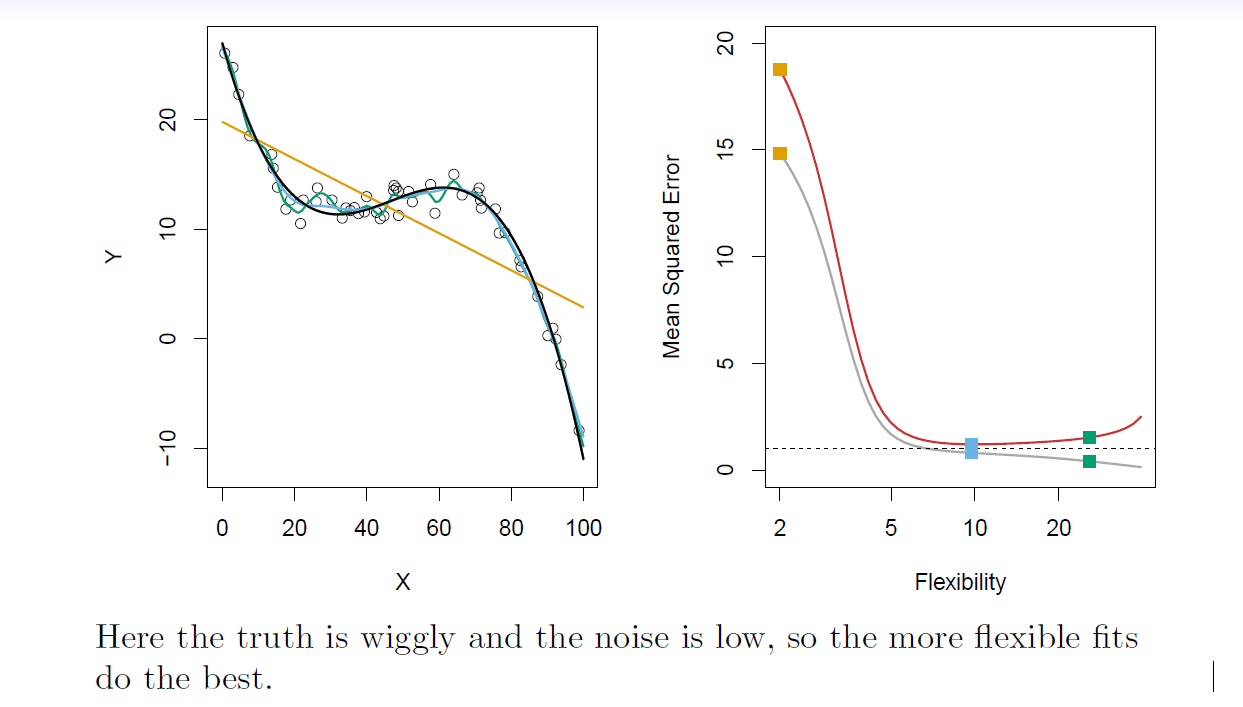 20
10
0
−10
Y
0 20 40 60 80 100
X
20
15
10
5
0
Mean Squared Error
2 5 10 20
Flexibility
Here the truth is wiggly and the noise is low, so the more flexible fits
do the best.